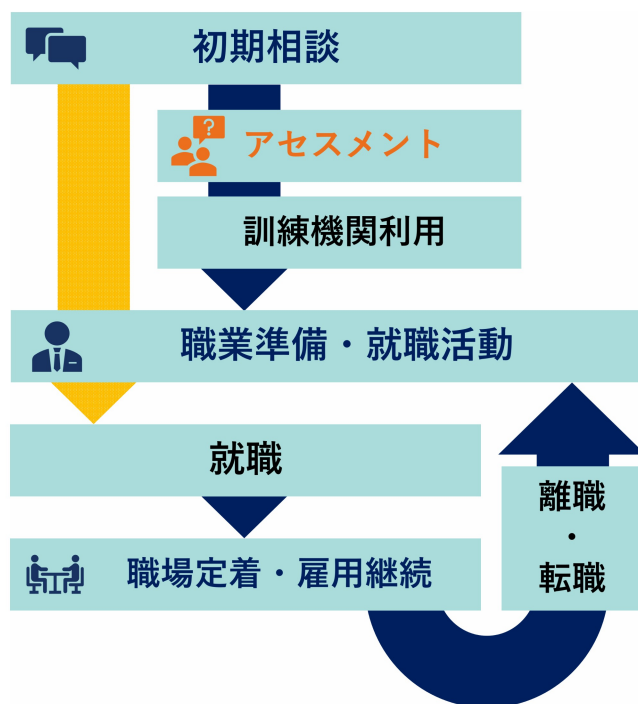 初期相談
?
アセスメント
訓練機関利用
職業準備・就職活動
就職
職場定着・雇用継続
離職
・
転職